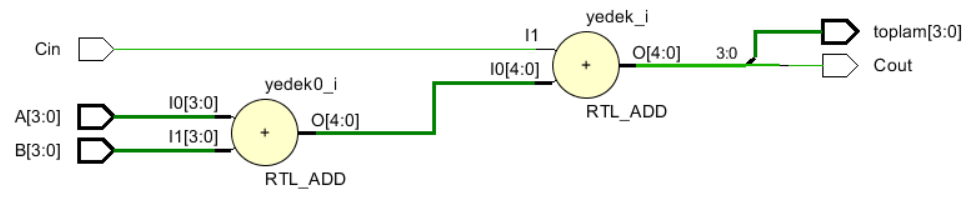 yedek_i
Cin
I1
I0[4:0]
+
O[4:0]
3:0
toplam[3:0]
Cout
RTL_ADD
yedek0_i
A[3:0]
I0[3:0]
B[3:0]
I1[3:0]
+
O[4:0]
RTL_ADD